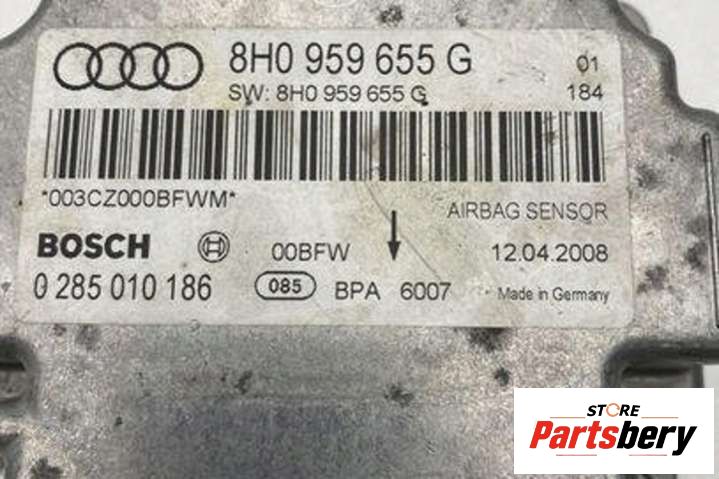 8H0 959 655 G 01
SW: 8H0 959 655 G 184
*003CZ000BFWM*
AIRBAG SENSOR
BOSCH 00BFW 12.04.2008
0 285 010 186 085 BPA 6007 Made in Germany
STORE
Partsbery